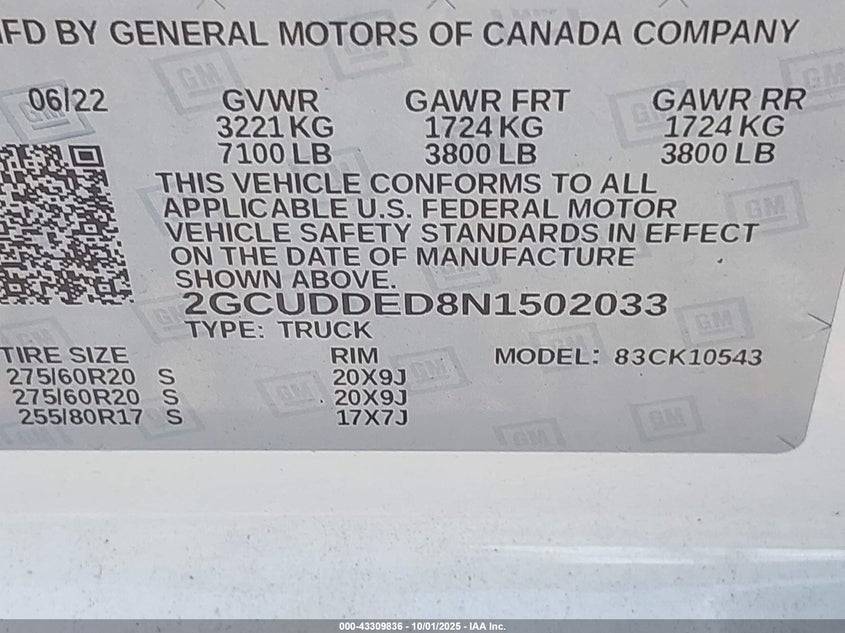 MFD BY GENERAL MOTORS OF CANADA COMPANY
06/22 GVWR GAWR FRT GAWR RR
3221 KG 1724 KG 1724 KG
7100 LB 3800 LB 3800 LB
THIS VEHICLE CONFORMS TO ALL
APPLICABLE U.S. FEDERAL MOTOR
VEHICLE SAFETY STANDARDS IN EFFECT
ON THE DATE OF MANUFACTURE
SHOWN ABOVE.
2GCUDDED8N1502033
TYPE: TRUCK
TIRE SIZE RIM MODEL: 83CK10543
275/60R20 S 20X9J
275/60R20 S 20X9J
255/80R17 S 17X7J
000-43309836 - 10/01/2025 - IAA Inc.